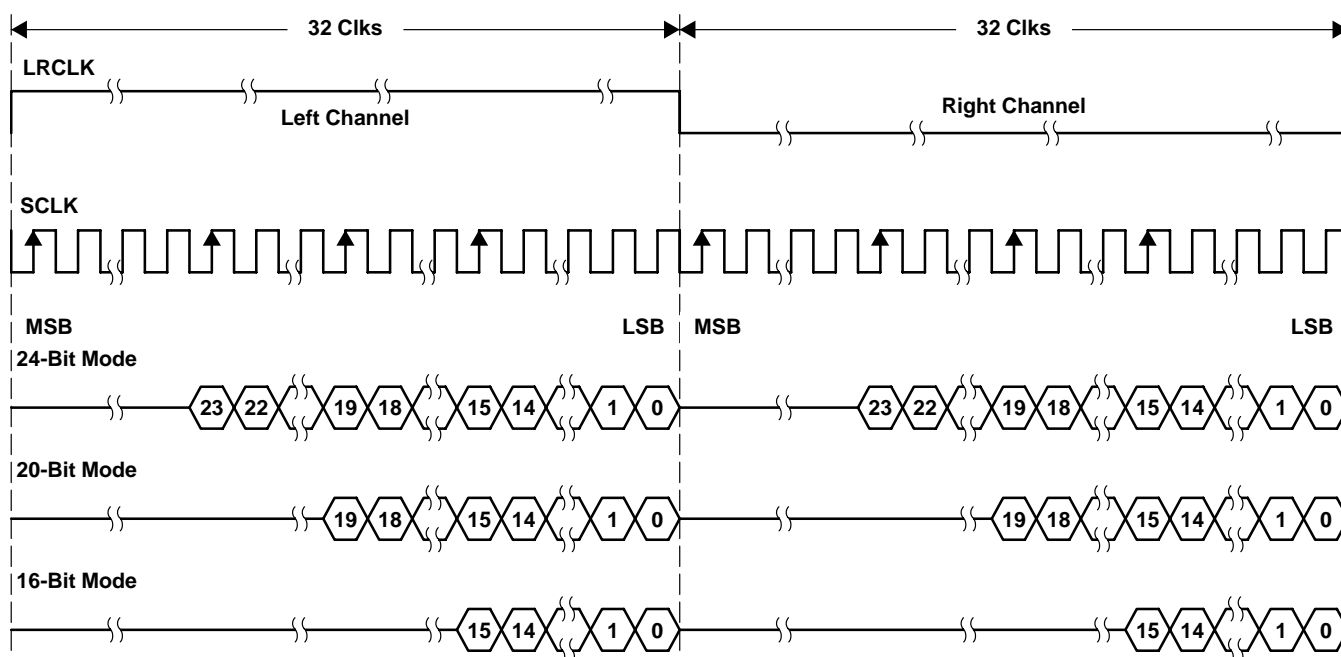 32 Clks 32 Clks
LRCLK
Left Channel Right Channel
SCLK
MSB LSB MSB LSB
24-Bit Mode
23 22 19 18 15 14 1 0 23 22 19 18 15 14 1 0
20-Bit Mode
19 18 15 14 1 0 19 18 15 14 1 0
16-Bit Mode
15 14 1 0 15 14 1 0